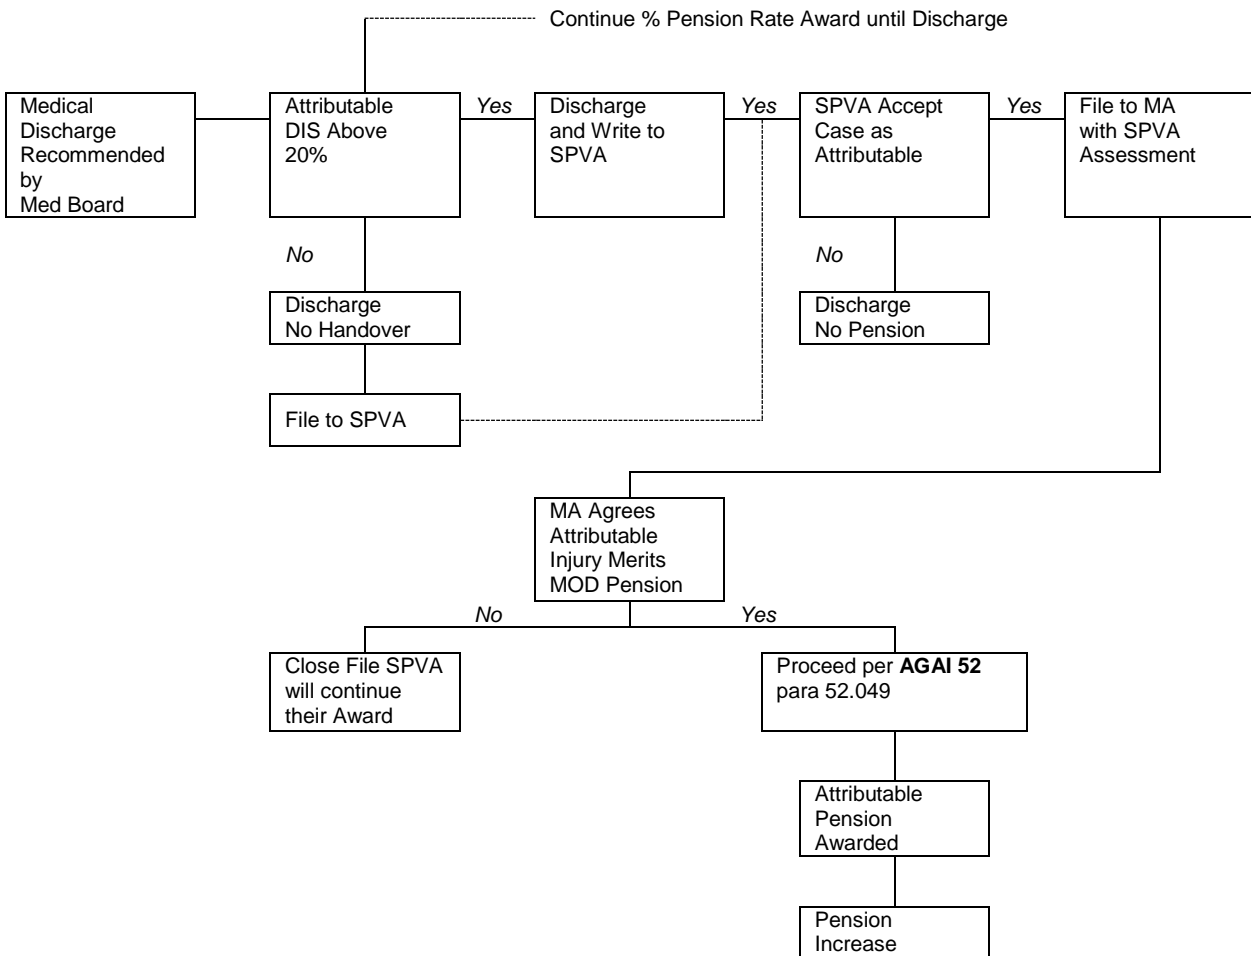 Continue % Pension Rate Award until Discharge
Medical
Discharge
Recommended
by
Med Board
Attributable
DIS Above
20%
Yes
Discharge
and Write to
SPVA
Yes
SPVA Accept
Case as
Attributable
Yes
File to MA
with SPVA
Assessment
No
Discharge
No Handover
File to SPVA
No
Discharge
No Pension
MA Agrees
Attributable
Injury Merits
MOD Pension
No
Yes
Close File SPVA
will continue
their Award
Proceed per AGAI 52
para 52.049
Attributable
Pension
Awarded
Pension
Increase